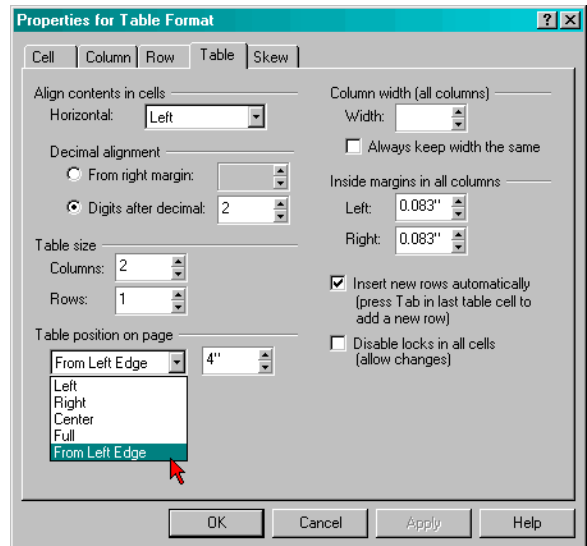 Properties for Table Format
Cell Column Row Table Skew
Align contents in cells
Horizontal: Left
Decimal alignment
From right margin:
Digits after decimal: 2
Table size
Columns: 2
Rows: 1
Table position on page
From Left Edge 4"
Left
Right
Center
Full
From Left Edge
Column width (all columns)
Width:
Always keep width the same
Inside margins in all columns
Left: 0.083"
Right: 0.083"
Insert new rows automatically
(press Tab in last table cell to
add a new row)
Disable locks in all cells
(allow changes)
OK Cancel Apply Help